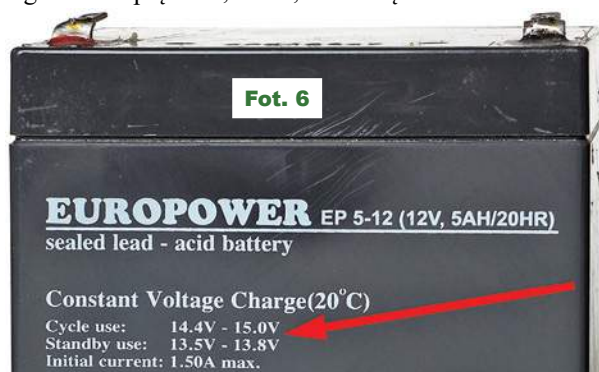 Fot. 6
EUROPOWER EP 5-12 (12V, 5AH/20HR)
sealed lead - acid battery
Constant Voltage Charge(20°C)
Cycle use: 14.4V - 15.0V
Standby use: 13.5V - 13.8V
Initial current: 1.50A max.